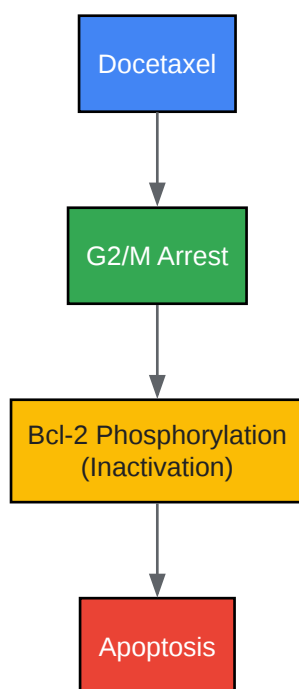 Docetaxel
G2/M Arrest
Bcl-2 Phosphorylation
(Inactivation)
Apoptosis